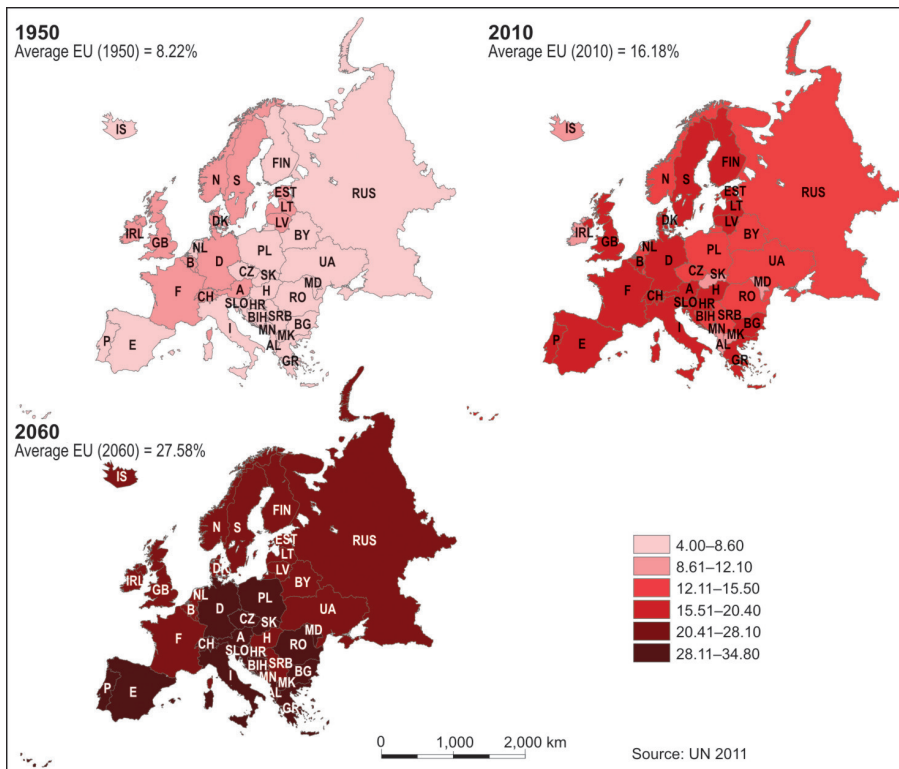 1950
Average EU (1950) = 8.22%
IS
FIN
N
S
RUS
EST
LT
LV
DK
IRL
GB
BY
NL
PL
B
D
UA
CZ
SK
MD
F
CH
A
H
RO
SLO
HR
BIH
SRB
BG
MN
MK
I
AL
P
E
GR
2010
Average EU (2010) = 16.18%
IS
FIN
N
S
RUS
EST
LT
LV
DK
IRL
GB
BY
NL
PL
B
D
UA
CZ
SK
MD
F
CH
A
H
RO
SLO
HR
BIH
SRB
BG
MN
MK
I
AL
P
E
GR
2060
Average EU (2060) = 27.58%
IS
FIN
N
S
RUS
EST
LT
LV
DK
IRL
GB
BY
NL
PL
B
D
UA
CZ
SK
MD
F
CH
A
H
RO
SLO
HR
BIH
SRB
BG
MN
MK
I
AL
P
E
GR
4.00–8.60
8.61–12.10
12.11–15.50
15.51–20.40
20.41–28.10
28.11–34.80
0 1,000 2,000 km
Source: UN 2011